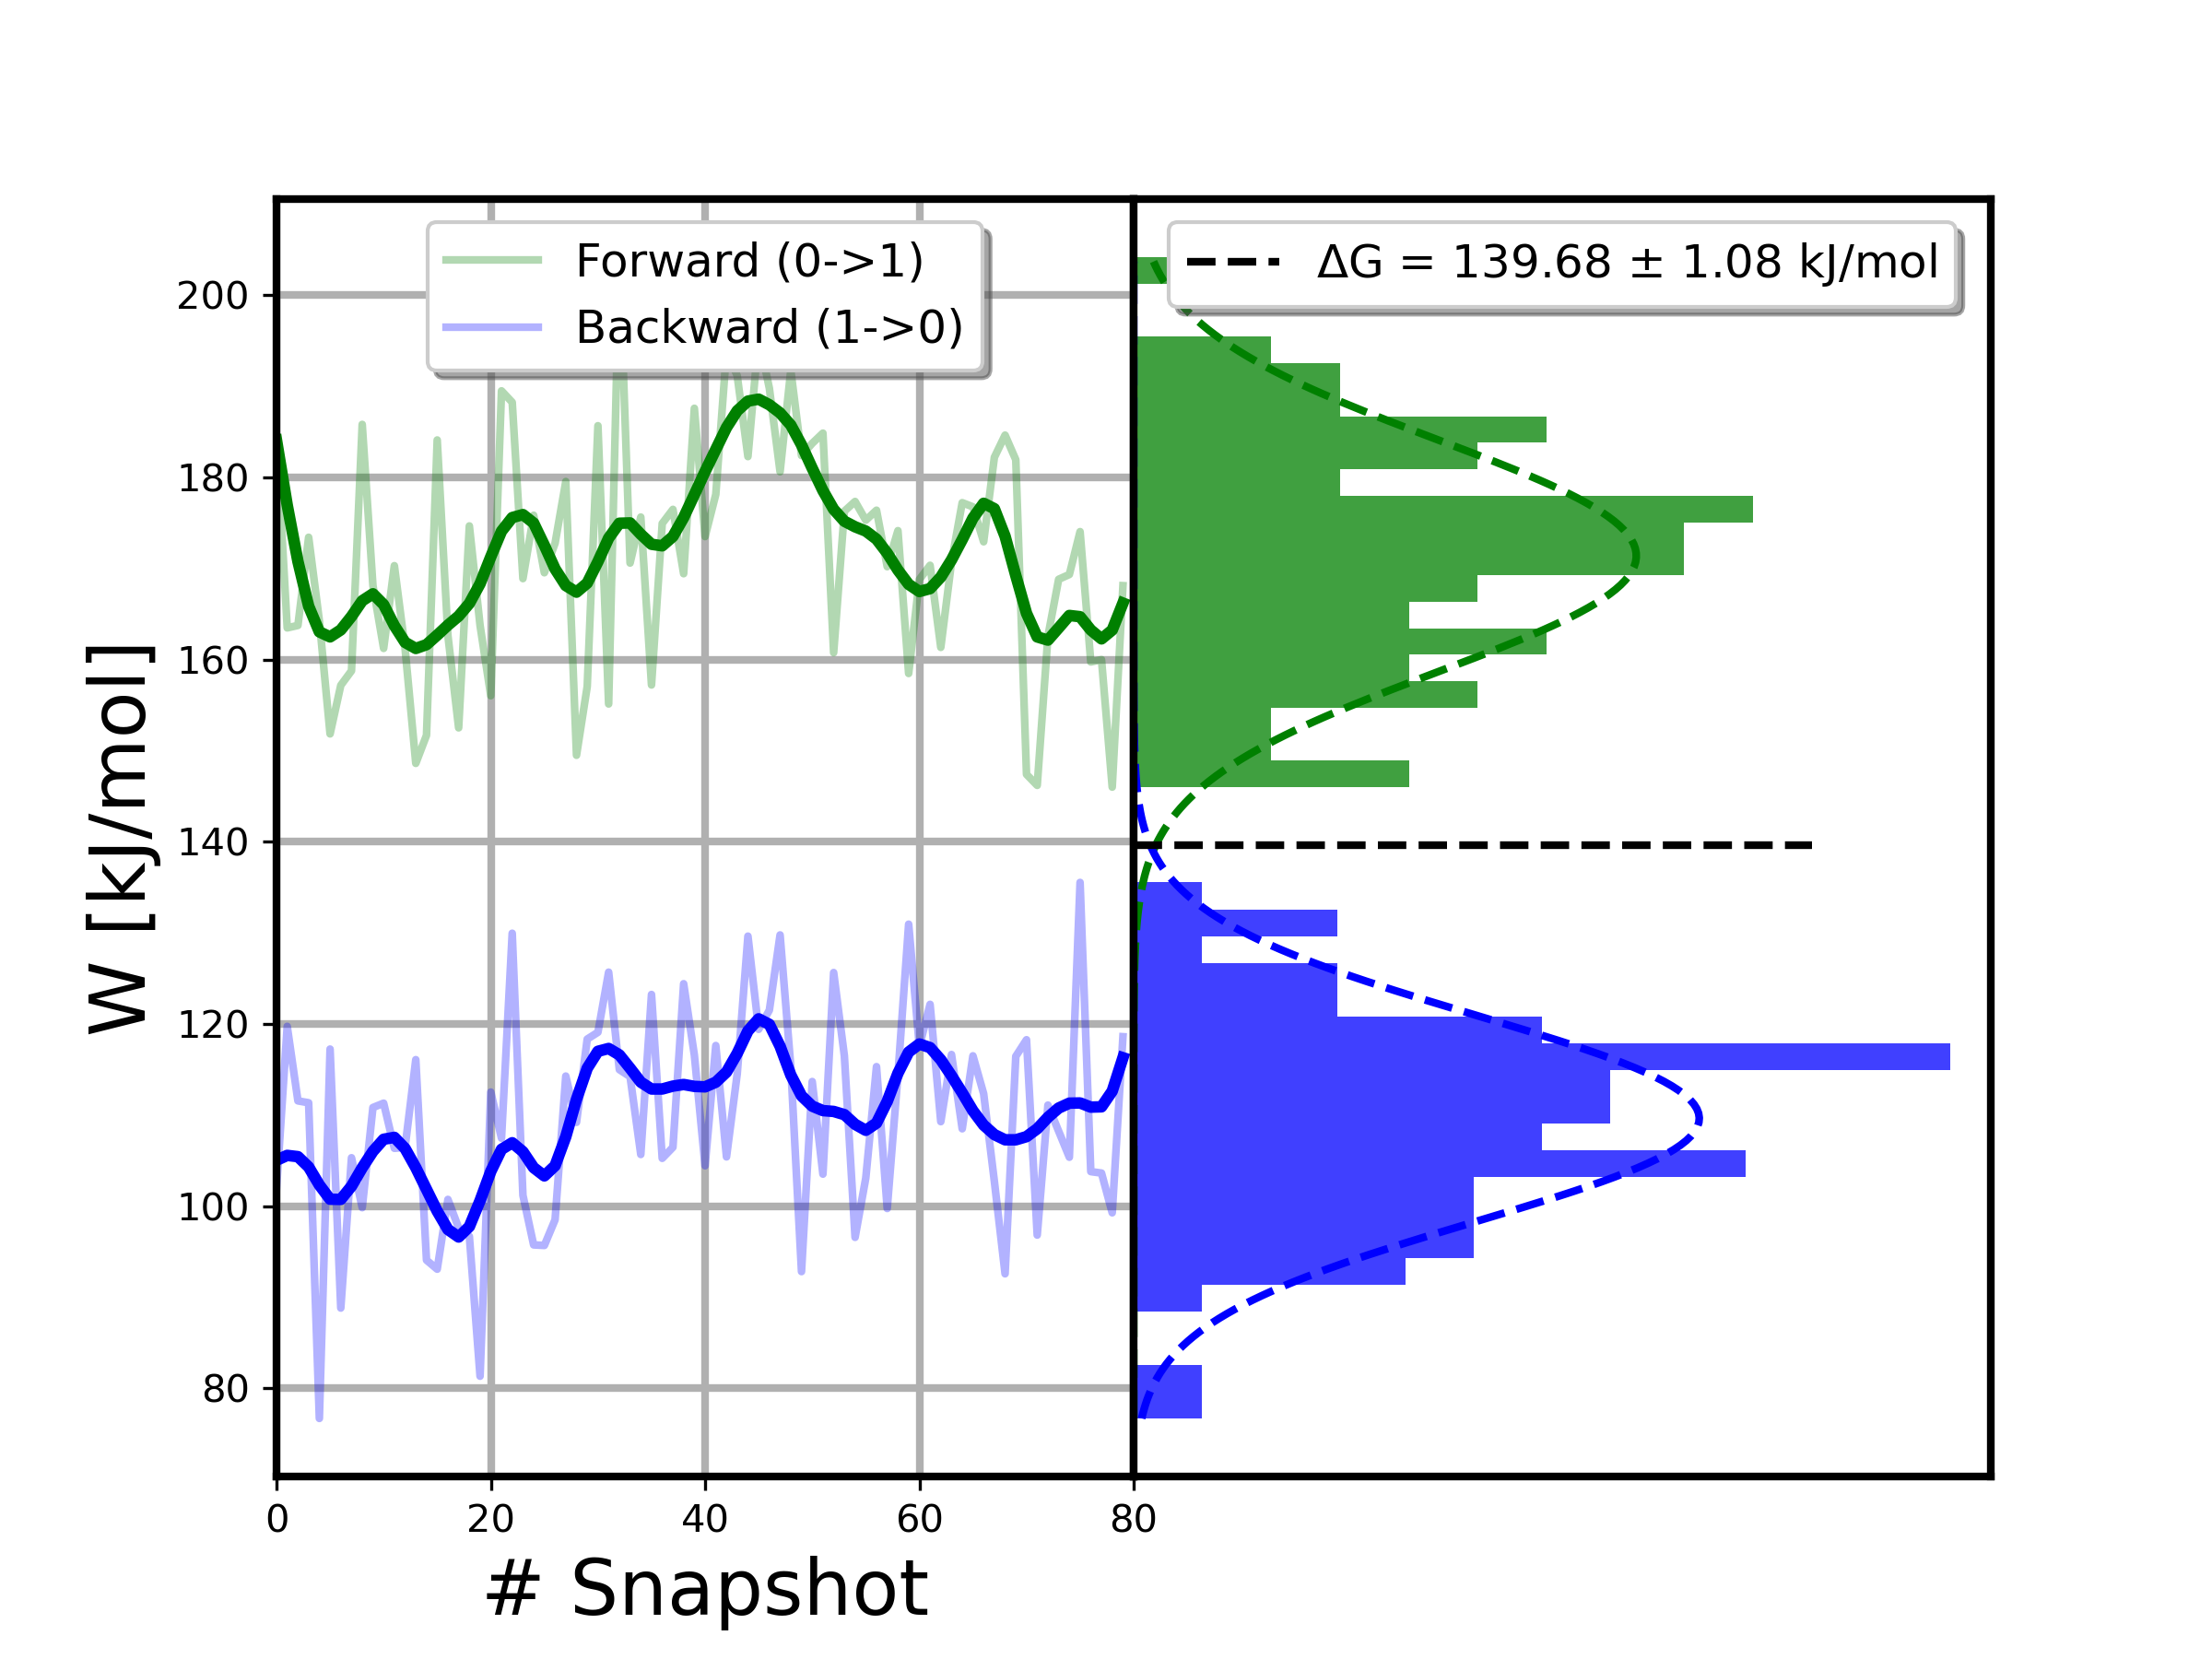 Forward (0->1)
Backward (1->0)
ΔG = 139.68 ± 1.08 kJ/mol
W [kJ/mol]
200
180
160
140
120
100
80
0 20 40 60 80
# Snapshot